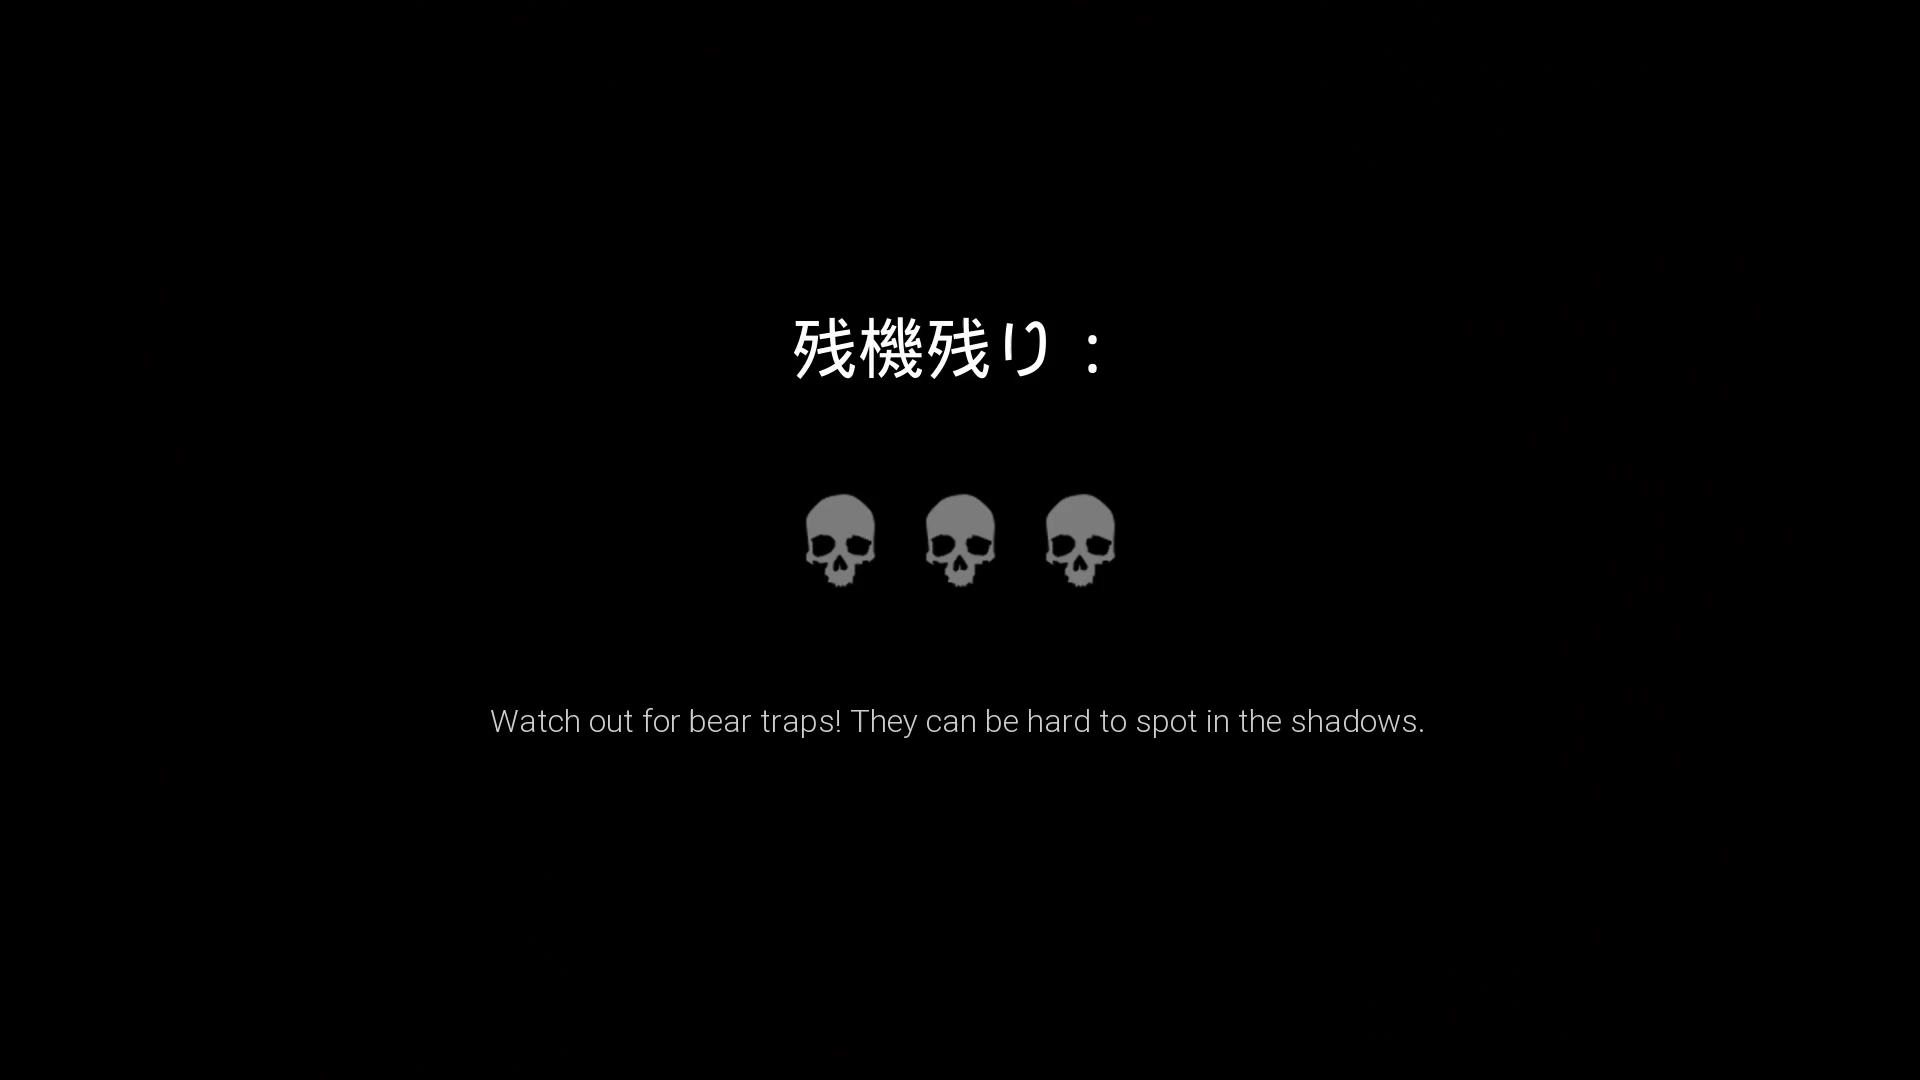 残機残り：
Watch out for bear traps! They can be hard to spot in the shadows.